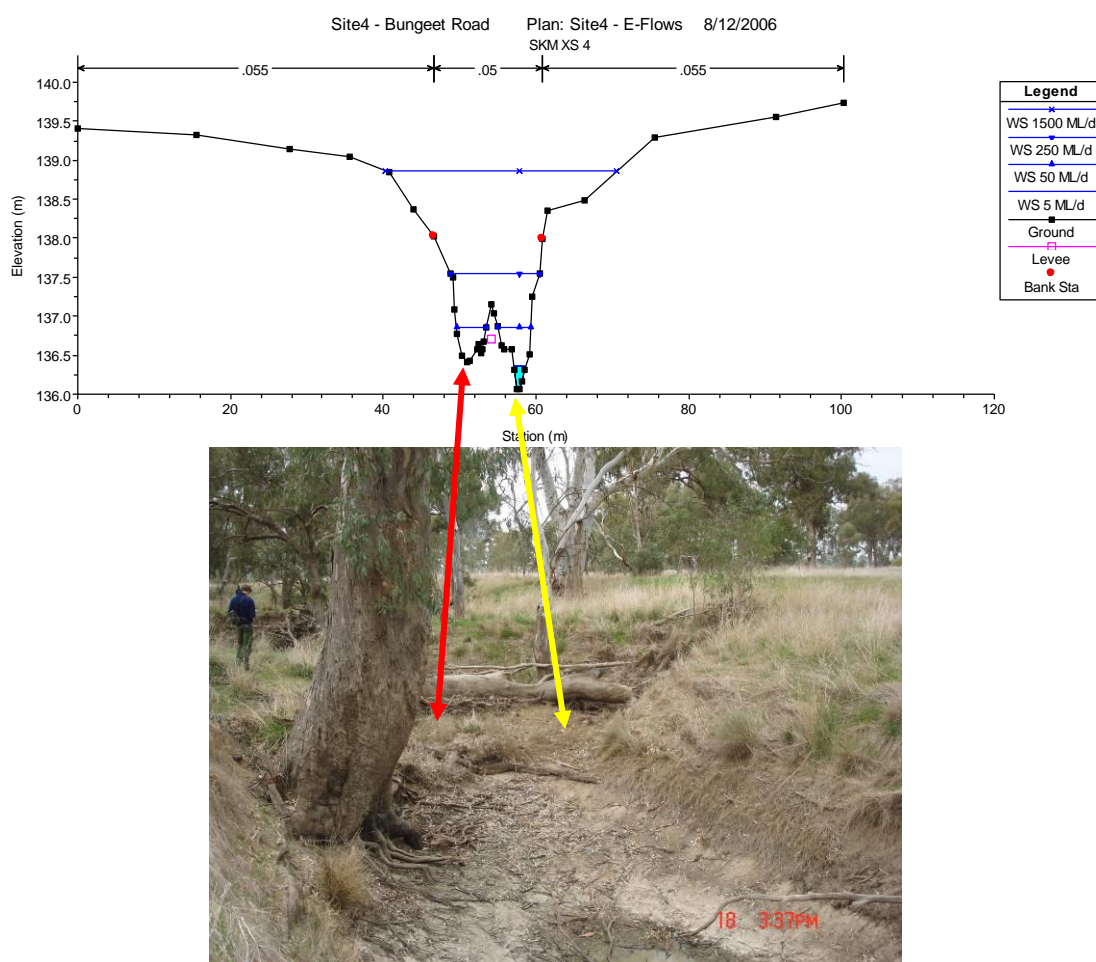 Site4 - Bungeet Road Plan: Site4 - E-Flows 8/12/2006
SKM XS 4
.055 .05 .055
140.0
139.5
139.0
138.5
138.0
137.5
137.0
136.5
136.0
Elevation (m)
0 20 40 60 80 100 120
Station (m)
Legend
WS 1500 ML/d
WS 250 ML/d
WS 50 ML/d
WS 5 ML/d
Ground
Levee
Bank Sta
18 3:37PM